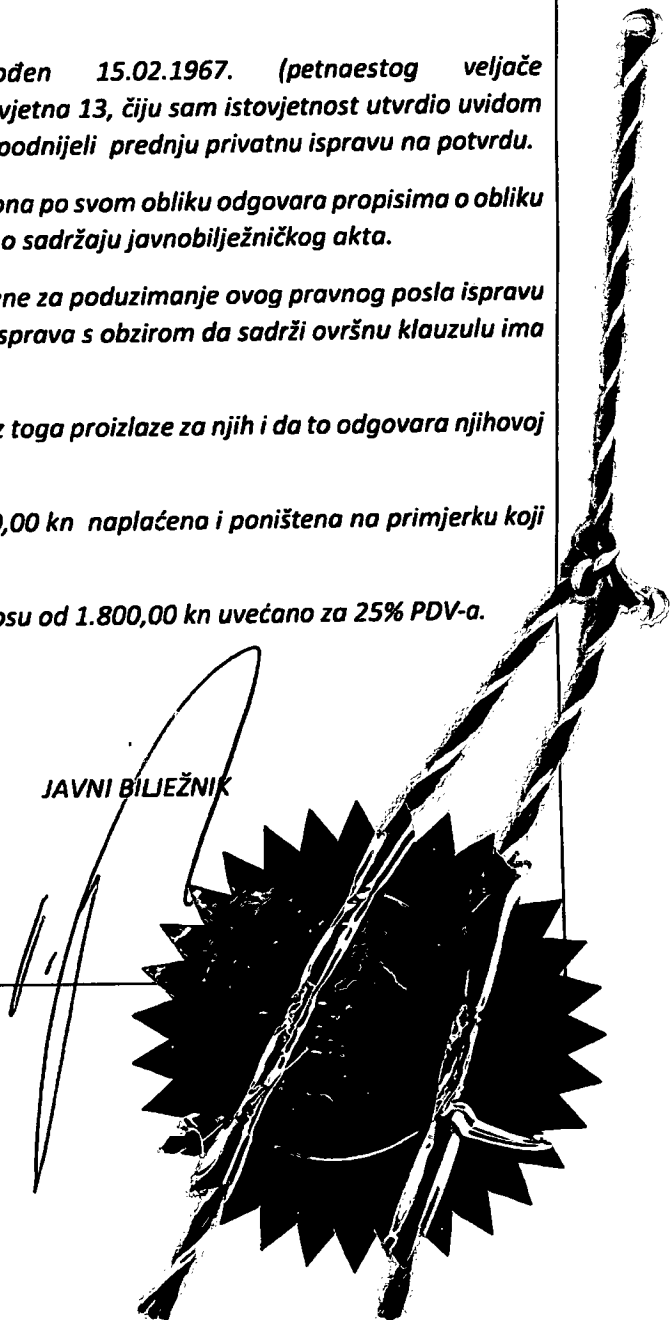 ođen 15.02.1967. (petnaestog veljače
vjetna 13, čiju sam istovjetnost utvrdio uvidom
podnijeli prednju privatnu ispravu na potvrdu.
ona po svom obliku odgovara propisima o obliku
o sadržaju javnobilježničkog akta.
ene za poduzimanje ovog pravnog posla ispravu
isprava s obzirom da sadrži ovršnu klauzulu ima
z toga proizlaze za njih i da to odgovara njihovoj
0,00 kn naplaćena i poništena na primjerku koji
osu od 1.800,00 kn uvećano za 25% PDV-a.
JAVNI BILJEŽNIK